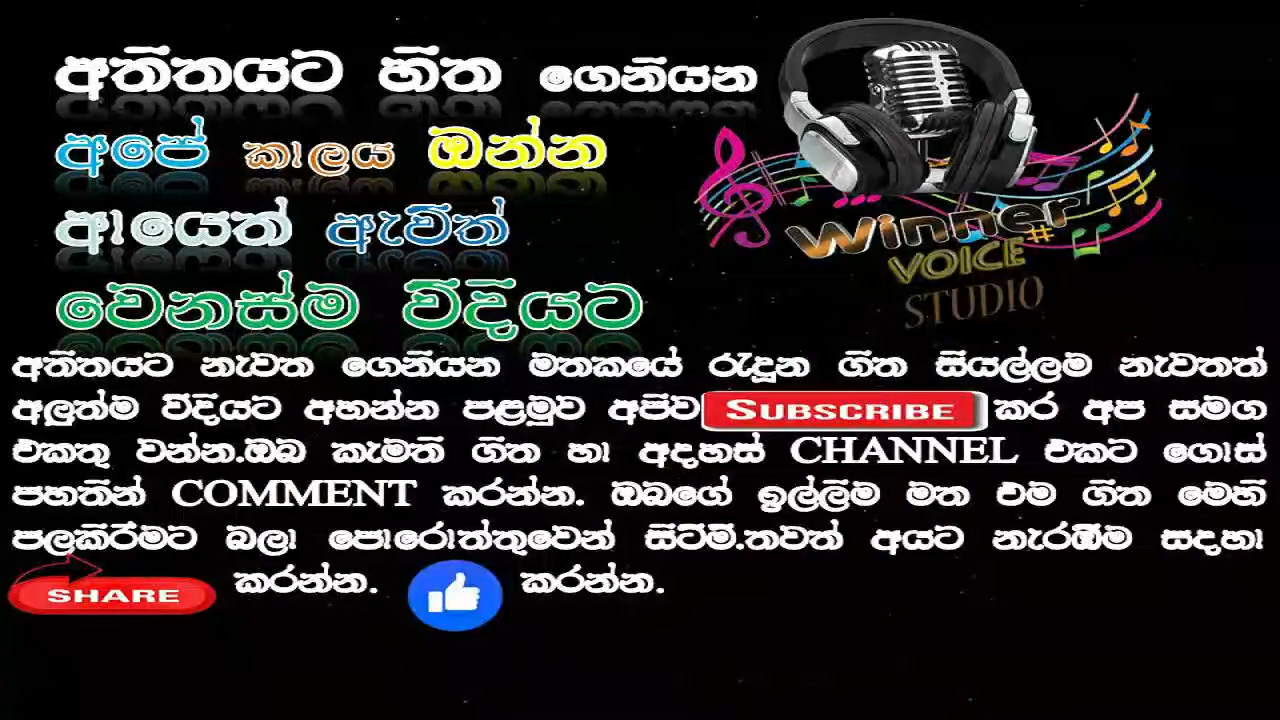 අතීතයට හිත ගෙනියන
අපේ කාලය ඔන්න
ආයෙත් ඇවිත්
වෙනස්ම විදියට
Winner
VOICE
STUDIO
අතීතයට නැවත ගෙනියන මතකයේ රැඳුන ගීත සියල්ලම නැවතත්
අලුත්ම විදියට අහන්න පළමුව අපිව SUBSCRIBE කර අප සමග
එකතු වන්න.ඔබ කැමති ගීත හා අදහස් CHANNEL එකට ගොස්
පහතින් COMMENT කරන්න. ඔබගේ ඉල්ලීම මත එම ගීත මෙහි
පලකිරීමට බලා පොරොත්තුවෙන් සිටිමි.තවත් අයට නැරඹීම සදහා
SHARE කරන්න. කරන්න.